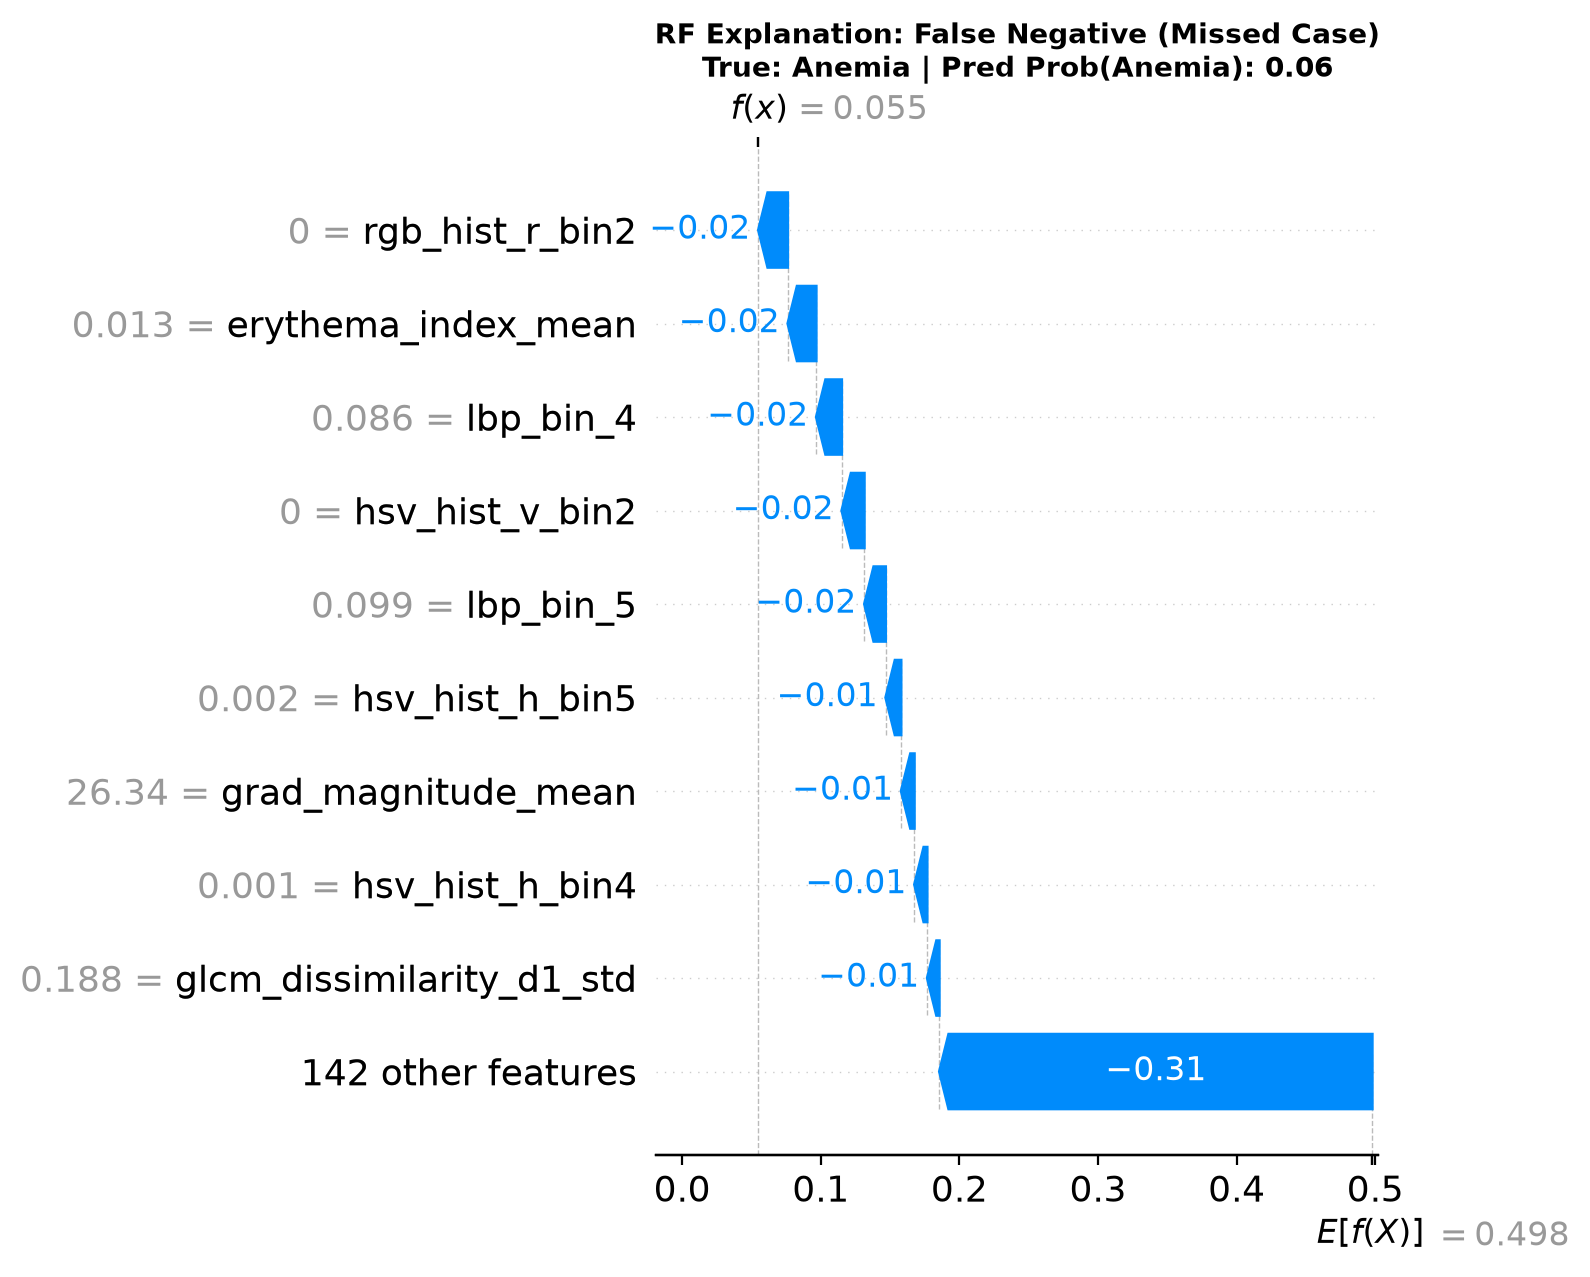 RF Explanation: False Negative (Missed Case)
True: Anemia | Pred Prob(Anemia): 0.06
f(x) = 0.055
0 = rgb_hist_r_bin2 −0.02
0.013 = erythema_index_mean −0.02
0.086 = lbp_bin_4 −0.02
0 = hsv_hist_v_bin2 −0.02
0.099 = lbp_bin_5 −0.02
0.002 = hsv_hist_h_bin5 −0.01
26.34 = grad_magnitude_mean −0.01
0.001 = hsv_hist_h_bin4 −0.01
0.188 = glcm_dissimilarity_d1_std −0.01
142 other features −0.31
0.0 0.1 0.2 0.3 0.4 0.5
E[f(X)] = 0.498